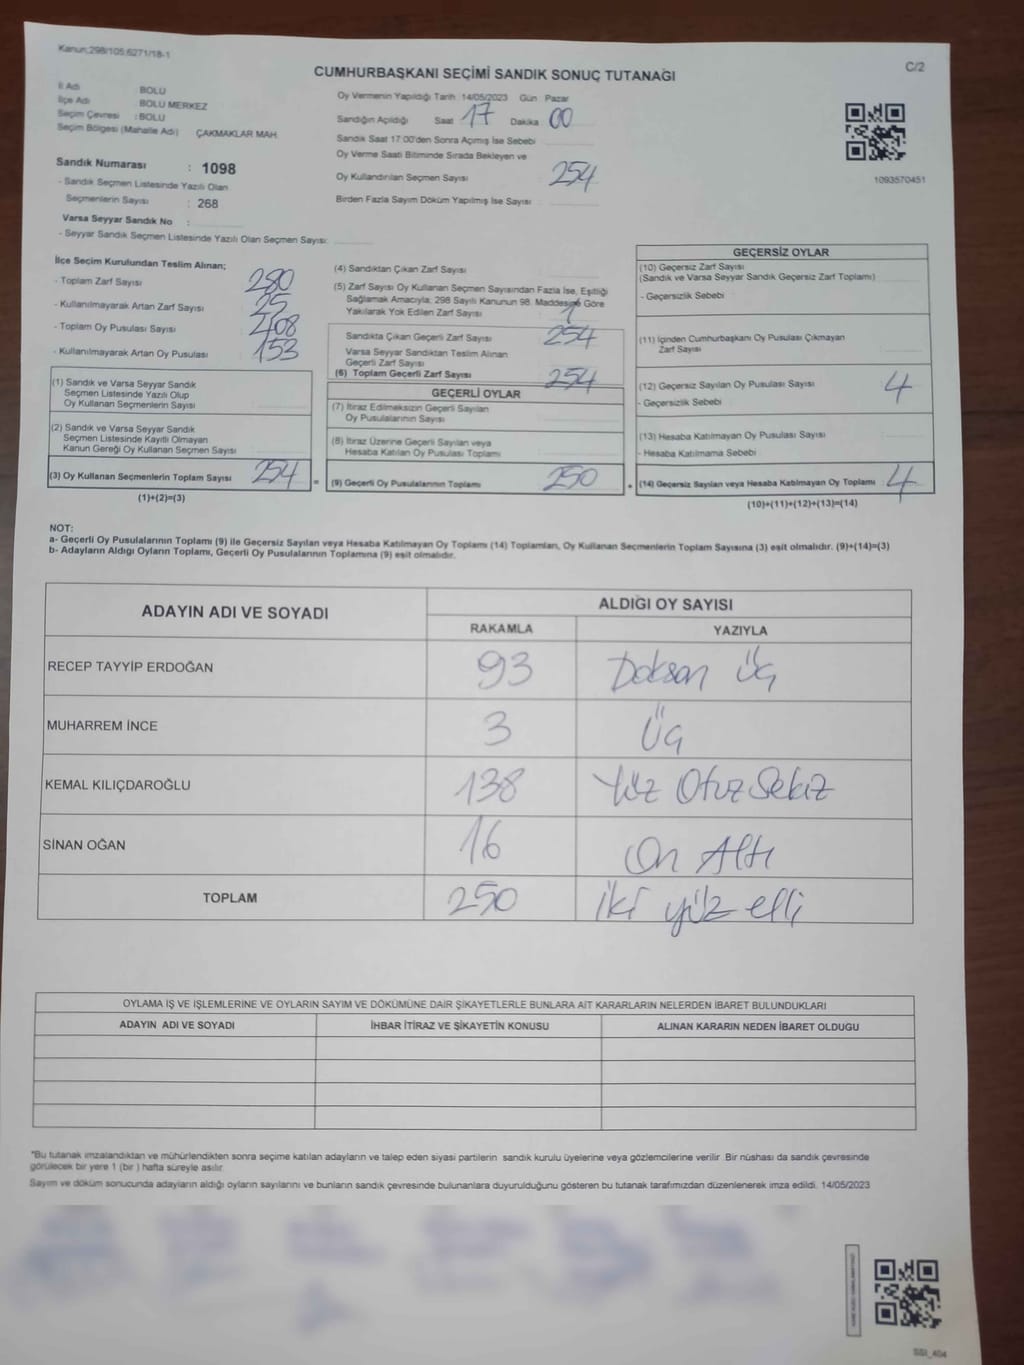 Kanun:298/105;6271/18-1
C/2
CUMHURBAŞKANI SEÇİMİ SANDIK SONUÇ TUTANAĞI
İl Adı BOLU
İlçe Adı : BOLU MERKEZ
Seçim Çevresi : BOLU
Seçim Bölgesi (Mahalle Adı) ÇAKMAKLAR MAH.
Sandık Numarası : 1098
- Sandık Seçmen Listesinde Yazılı Olan
Seçmenlerin Sayısı : 268
Varsa Seyyar Sandık No :
- Seyyar Sandık Seçmen Listesinde Yazılı Olan Seçmen Sayısı:
Oy Vermenin Yapıldığı Tarih :14/05/2023 Gün : Pazar
Sandığın Açıldığı Saat 17 Dakika 00
Sandık Saat 17:00'den Sonra Açımış İse Sebebi
Oy Verme Saati Bitiminde Sırada Bekleyen ve
Oy Kullandırılan Seçmen Sayısı 254
Birden Fazla Sayım Döküm Yapılmış İse Sayısı
1093570451
İlçe Seçim Kurulundan Teslim Alınan;
- Toplam Zarf Sayısı 280
- Kullanılmayarak Artan Zarf Sayısı 25
- Toplam Oy Pusulası Sayısı 408
- Kullanılmayarak Artan Oy Pusulası 153
(1) Sandık ve Varsa Seyyar Sandık
Seçmen Listesinde Yazılı Olup
Oy Kullanan Seçmenlerin Sayısı
(2) Sandık ve Varsa Seyyar Sandık
Seçmen Listesinde Kayıtlı Olmayan
Kanun Gereği Oy Kullanan Seçmen Sayısı
(3) Oy Kullanan Seçmenlerin Toplam Sayısı 254 =
(1)+(2)=(3)
(4) Sandıktan Çıkan Zarf Sayısı
(5) Zarf Sayısı Oy Kullanan Seçmen Sayısından Fazla İse, Eşitliği
Sağlamak Amacıyla; 298 Sayılı Kanunun 98. Maddesine Göre
Yakılarak Yok Edilen Zarf Sayısı 1
Sandıkta Çıkan Geçerli Zarf Sayısı 254
Varsa Seyyar Sandıktan Teslim Alınan
Geçerli Zarf Sayısı
(6) Toplam Geçerli Zarf Sayısı 254
GEÇERLİ OYLAR
(7) İtiraz Edilmeksizin Geçerli Sayılan
Oy Pusulalarının Sayısı
(8) İtiraz Üzerine Geçerli Sayılan veya
Hesaba Katılan Oy Pusulası Toplamı
(9) Geçerli Oy Pusulalarının Toplamı 250 +
GEÇERSİZ OYLAR
(10) Geçersiz Zarf Sayısı
(Sandık ve Varsa Seyyar Sandık Geçersiz Zarf Toplamı)
- Geçersizlik Sebebi
(11) İçinden Cumhurbaşkanı Oy Pusulası Çıkmayan
Zarf Sayısı
(12) Geçersiz Sayılan Oy Pusulası Sayısı 4
- Geçersizlik Sebebi
(13) Hesaba Katılmayan Oy Pusulası Sayısı
- Hesaba Katılmama Sebebi
(14) Geçersiz Sayılan veya Hesaba Katılmayan Oy Toplamı 4
(10)+(11)+(12)+(13)=(14)
NOT:
a- Geçerli Oy Pusulalarının Toplamı (9) ile Geçersiz Sayılan veya Hesaba Katılmayan Oy Toplamı (14) Toplamları, Oy Kullanan Seçmenlerin Toplam Sayısına (3) eşit olmalıdır. (9)+(14)=(3)
b- Adayların Aldığı Oyların Toplamı, Geçerli Oy Pusulalarının Toplamına (9) eşit olmalıdır.
ADAYIN ADI VE SOYADI ALDIĞI OY SAYISI
RAKAMLA YAZIYLA
RECEP TAYYİP ERDOĞAN 93 Doksan Üç
MUHARREM İNCE 3 Üç
KEMAL KILIÇDAROĞLU 138 Yüz Otuz Sekiz
SİNAN OĞAN 16 On Altı
TOPLAM 250 İki yüz elli
OYLAMA İŞ VE İŞLEMLERİNE VE OYLARIN SAYIM VE DÖKÜMÜNE DAİR ŞİKAYETLERLE BUNLARA AİT KARARLARIN NELERDEN İBARET BULUNDUKLARI
ADAYIN ADI VE SOYADI İHBAR İTİRAZ VE ŞİKAYETİN KONUSU ALINAN KARARIN NEDEN İBARET OLDUGU
*Bu tutanak imzalandıktan ve mühürlendikten sonra seçime katılan adayların ve talep eden siyasi partilerin sandık kurulu üyelerine veya gözlemcilerine verilir. Bir nüshası da sandık çevresinde
görülecek bir yere 1 (bir ) hafta süreyle asılır.
Sayım ve döküm sonucunda adayların aldığı oyların sayılarını ve bunların sandık çevresinde bulunanlara duyurulduğunu gösteren bu tutanak tarafımızdan düzenlenerek imza edildi. 14/05/2023
SSI_404